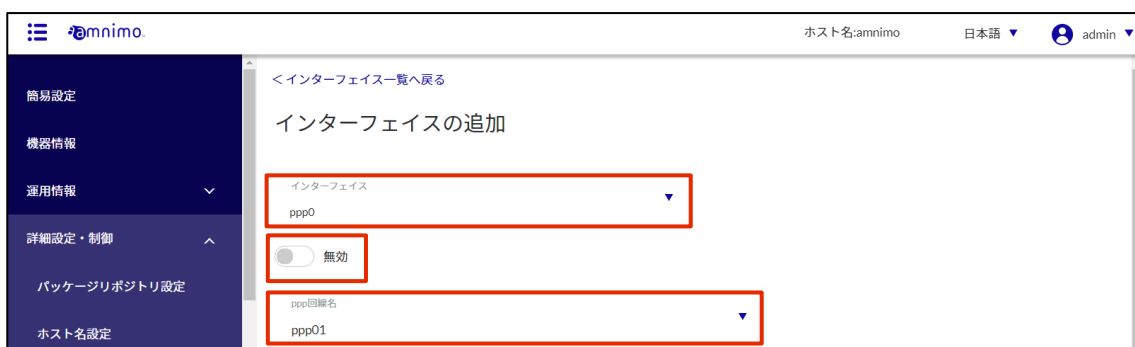 amnimo
ホスト名:amnimo
日本語
admin
簡易設定
機器情報
運用情報
詳細設定・制御
パッケージリポジトリ設定
ホスト名設定
<インターフェイス一覧へ戻る
インターフェイスの追加
インターフェイス
ppp0
無効
ppp回線名
ppp01